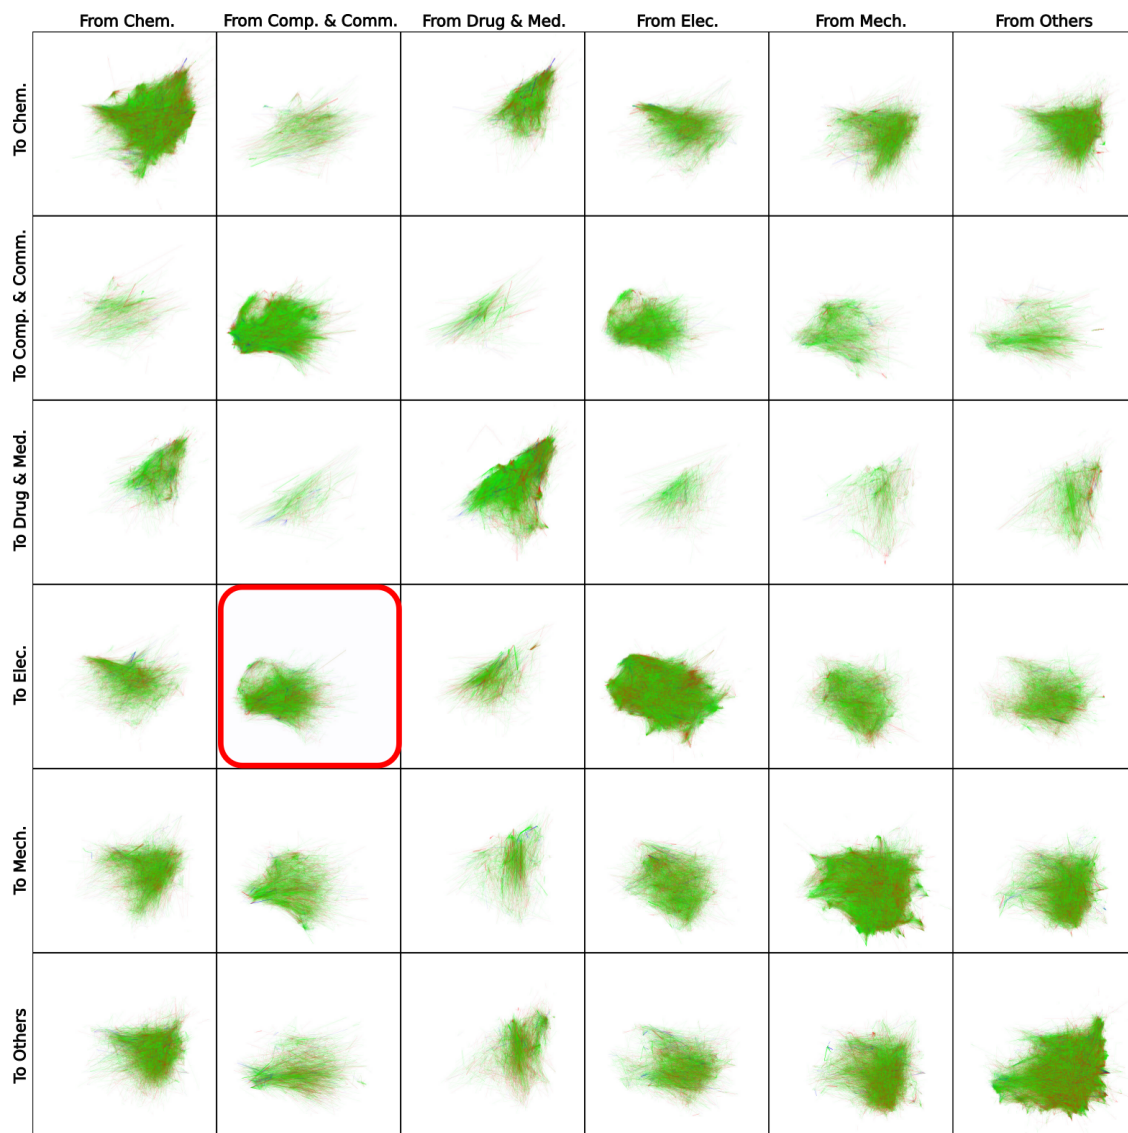 From Chem.
From Comp. & Comm.
From Drug & Med.
From Elec.
From Mech.
From Others
To Chem.
To Comp. & Comm.
To Drug & Med.
To Elec.
To Mech.
To Others